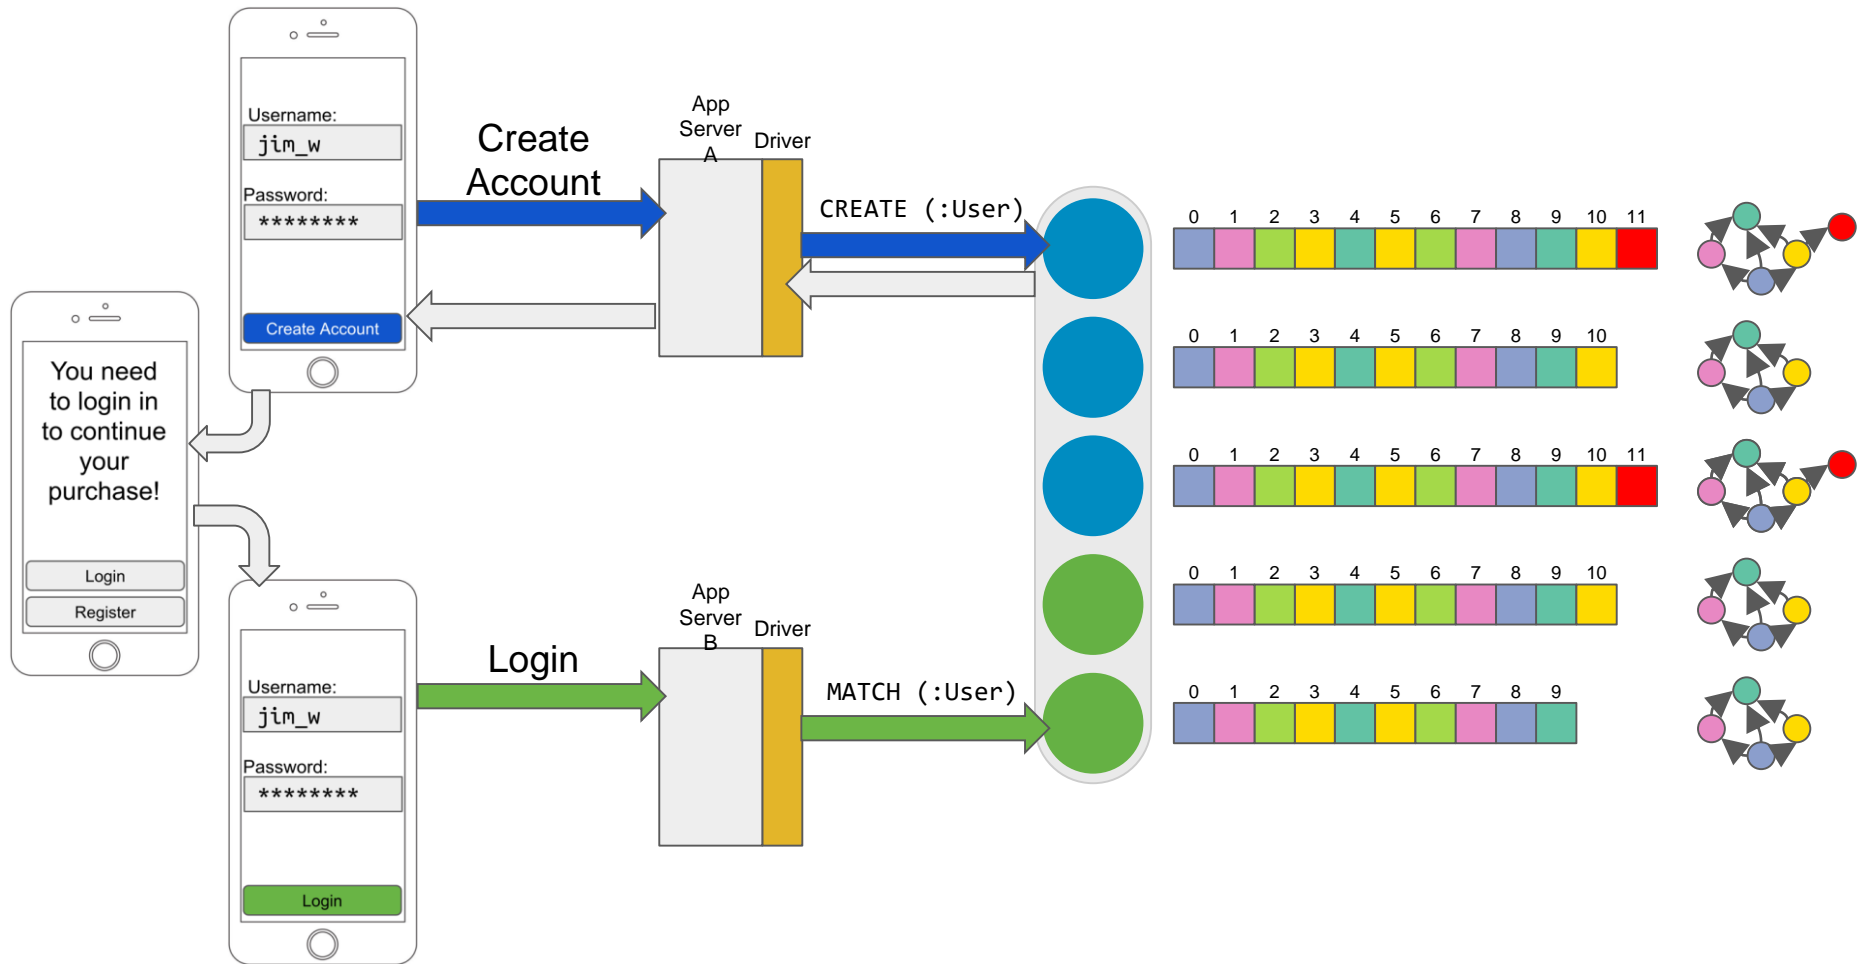 Username:
jim_w
Password:
********
Create Account
Create
Account
App
Server
A
Driver
CREATE (:User)
0 1 2 3 4 5 6 7 8 9 10 11
0 1 2 3 4 5 6 7 8 9 10
0 1 2 3 4 5 6 7 8 9 10 11
0 1 2 3 4 5 6 7 8 9 10
0 1 2 3 4 5 6 7 8 9
You need
to login in
to continue
your
purchase!
Login
Register
Username:
jim_w
Password:
********
Login
Login
App
Server
B
Driver
MATCH (:User)